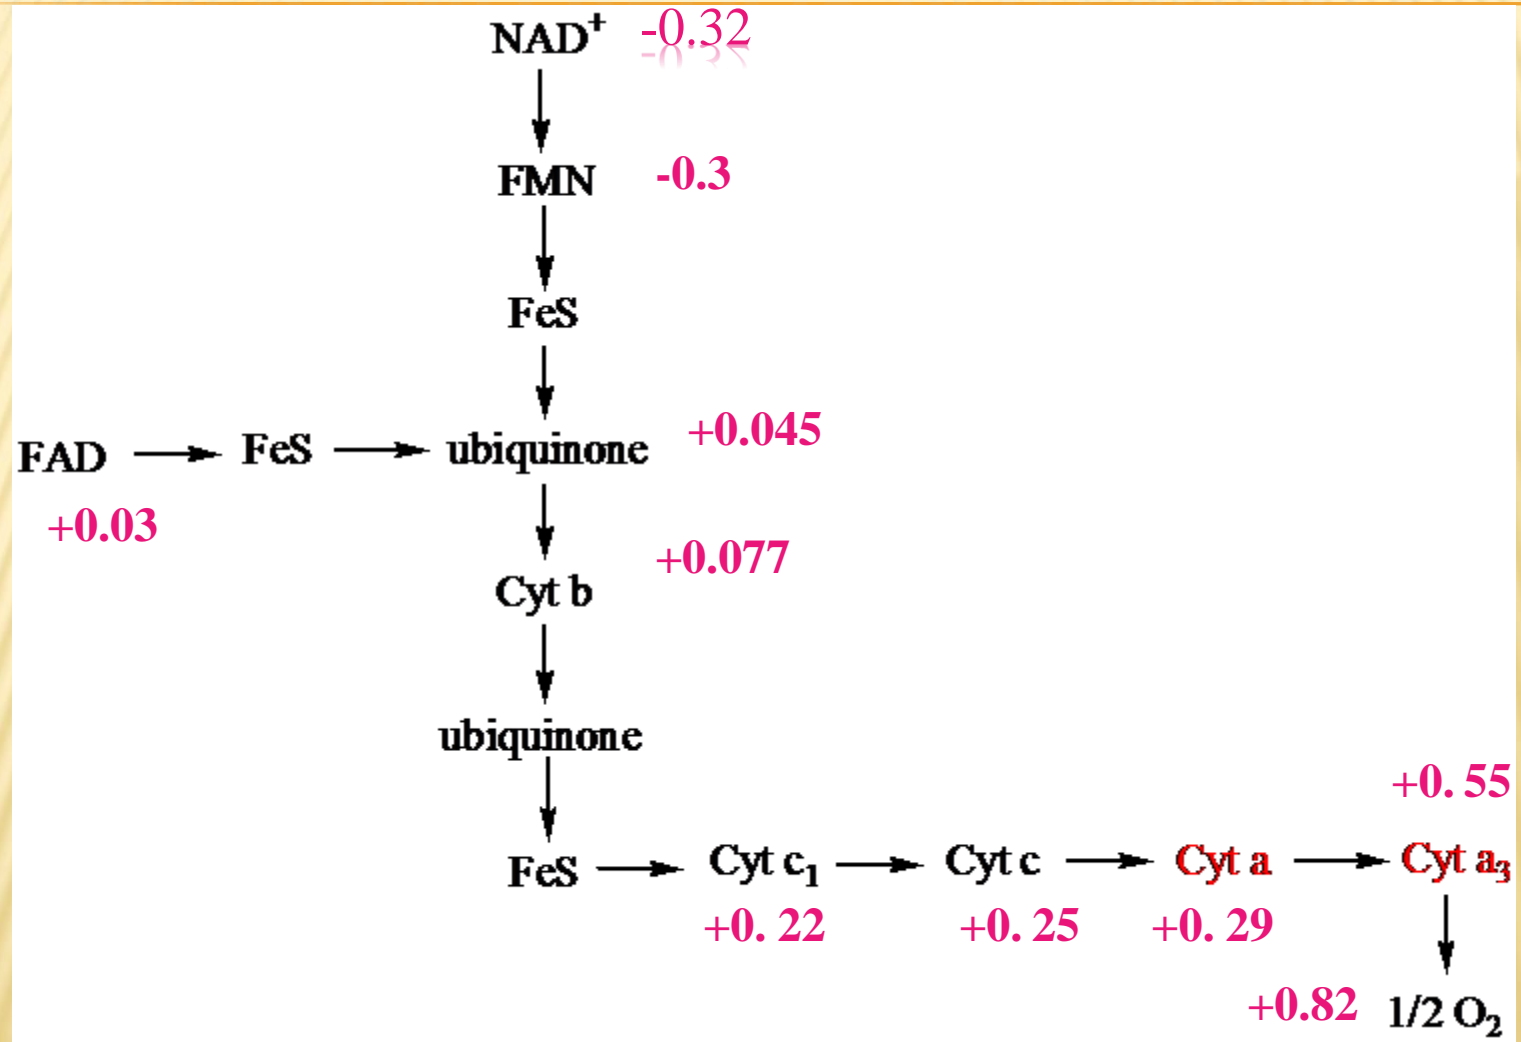 NAD⁺ -0.32
FMN -0.3
FeS
FAD FeS ubiquinone +0.045
+0.03
+0.077
Cyt b
ubiquinone
+0. 55
FeS Cyt c₁ Cyt c Cyt a Cyt a₃
+0. 22 +0. 25 +0. 29
+0.82 1/2 O₂